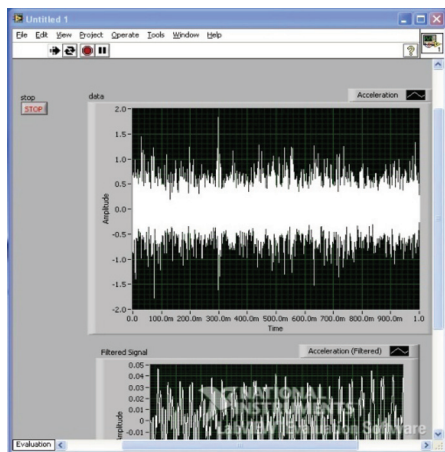 Untitled 1
File Edit View Project Operate Tools Window Help
?
1
stop
STOP
data
Acceleration
2.0
1.5
1.0
0.5
0.0
-0.5
-1.0
-1.5
-2.0
Amplitude
0.0 100.0m 200.0m 300.0m 400.0m 500.0m 600.0m 700.0m 800.0m 900.0m 1.0
Time
Filtered Signal
Acceleration (Filtered)
0.05
0.04
0.03
0.02
0.01
0
-0.01
Amplitude
NATIONAL
INSTRUMENTS
LabVIEW Evaluation Software
Evaluation